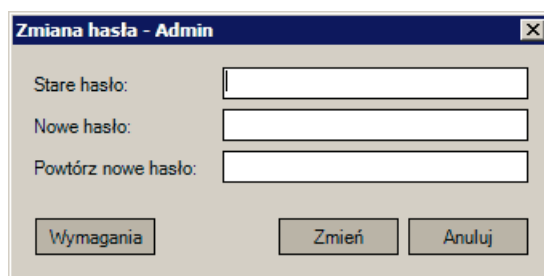 Zmiana hasła - Admin
Stare hasło:
Nowe hasło:
Powtórz nowe hasło:
Wymagania Zmień Anuluj